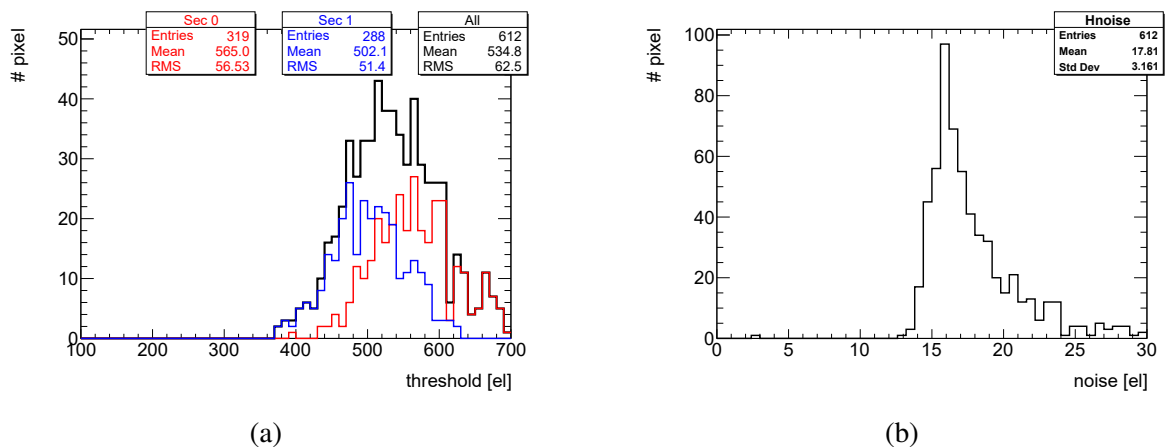 Sec 0
Entries 319
Mean 565.0
RMS 56.53
Sec 1
Entries 288
Mean 502.1
RMS 51.4
All
Entries 612
Mean 534.8
RMS 62.5
# pixel
50
40
30
20
10
0
100 200 300 400 500 600 700
threshold [el]
(a)
Hnoise
Entries 612
Mean 17.81
Std Dev 3.161
# pixel
100
80
60
40
20
0
0 5 10 15 20 25 30
noise [el]
(b)